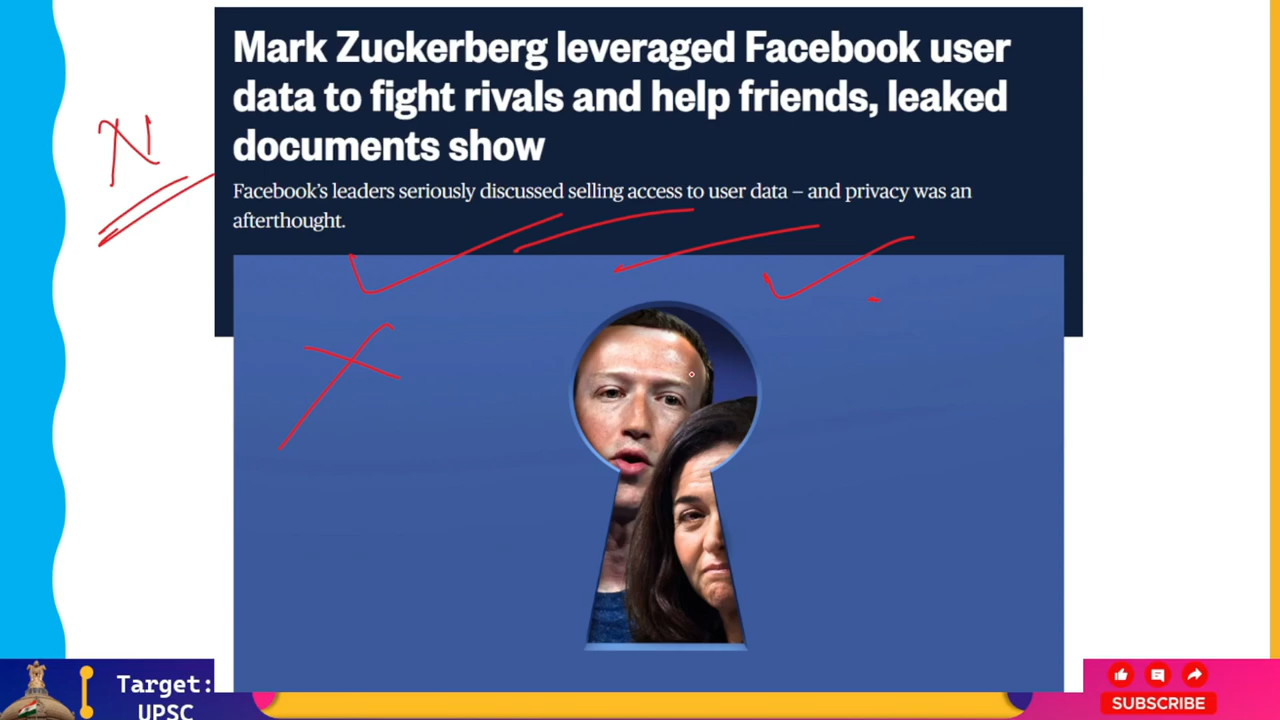 Mark Zuckerberg leveraged Facebook user
data to fight rivals and help friends, leaked
documents show
Facebook's leaders seriously discussed selling access to user data – and privacy was an
afterthought.
N
Target:
UPSC
SUBSCRIBE